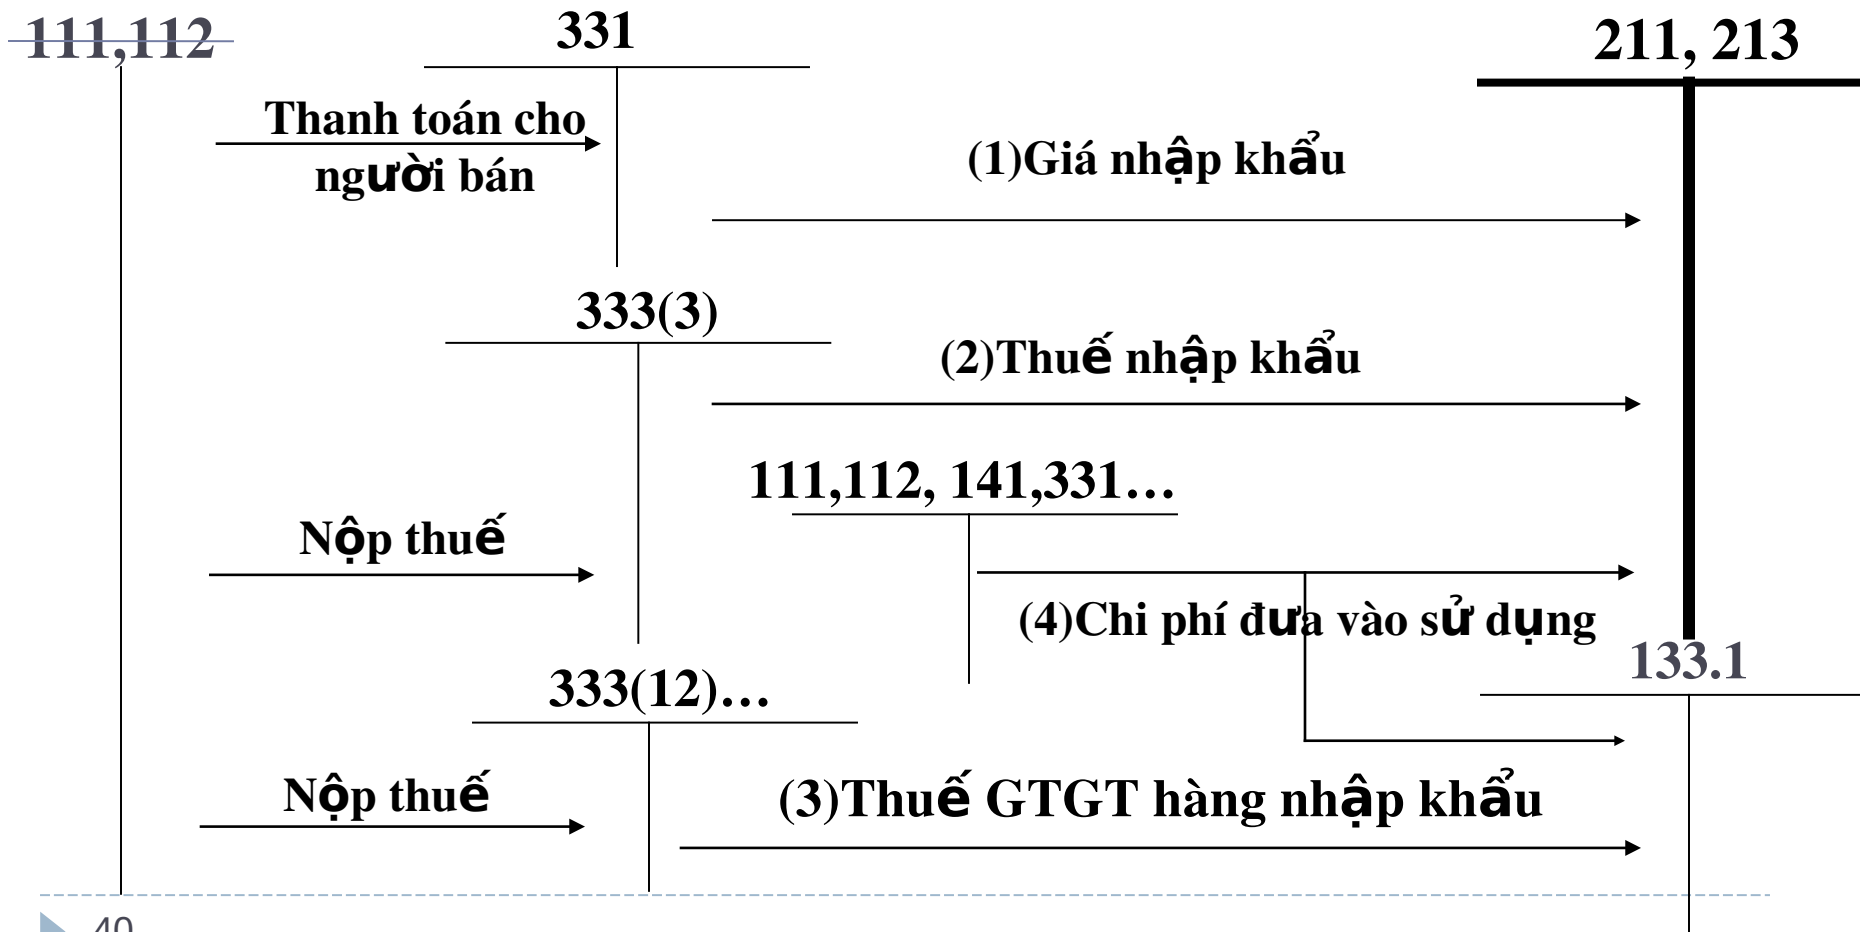 111,112
331
211, 213
Thanh toán cho
người bán
(1)Giá nhập khẩu
333(3)
(2)Thuế nhập khẩu
111,112, 141,331…
Nộp thuế
(4)Chi phí đưa vào sử dụng
133.1
333(12)…
Nộp thuế
(3)Thuế GTGT hàng nhập khẩu
40